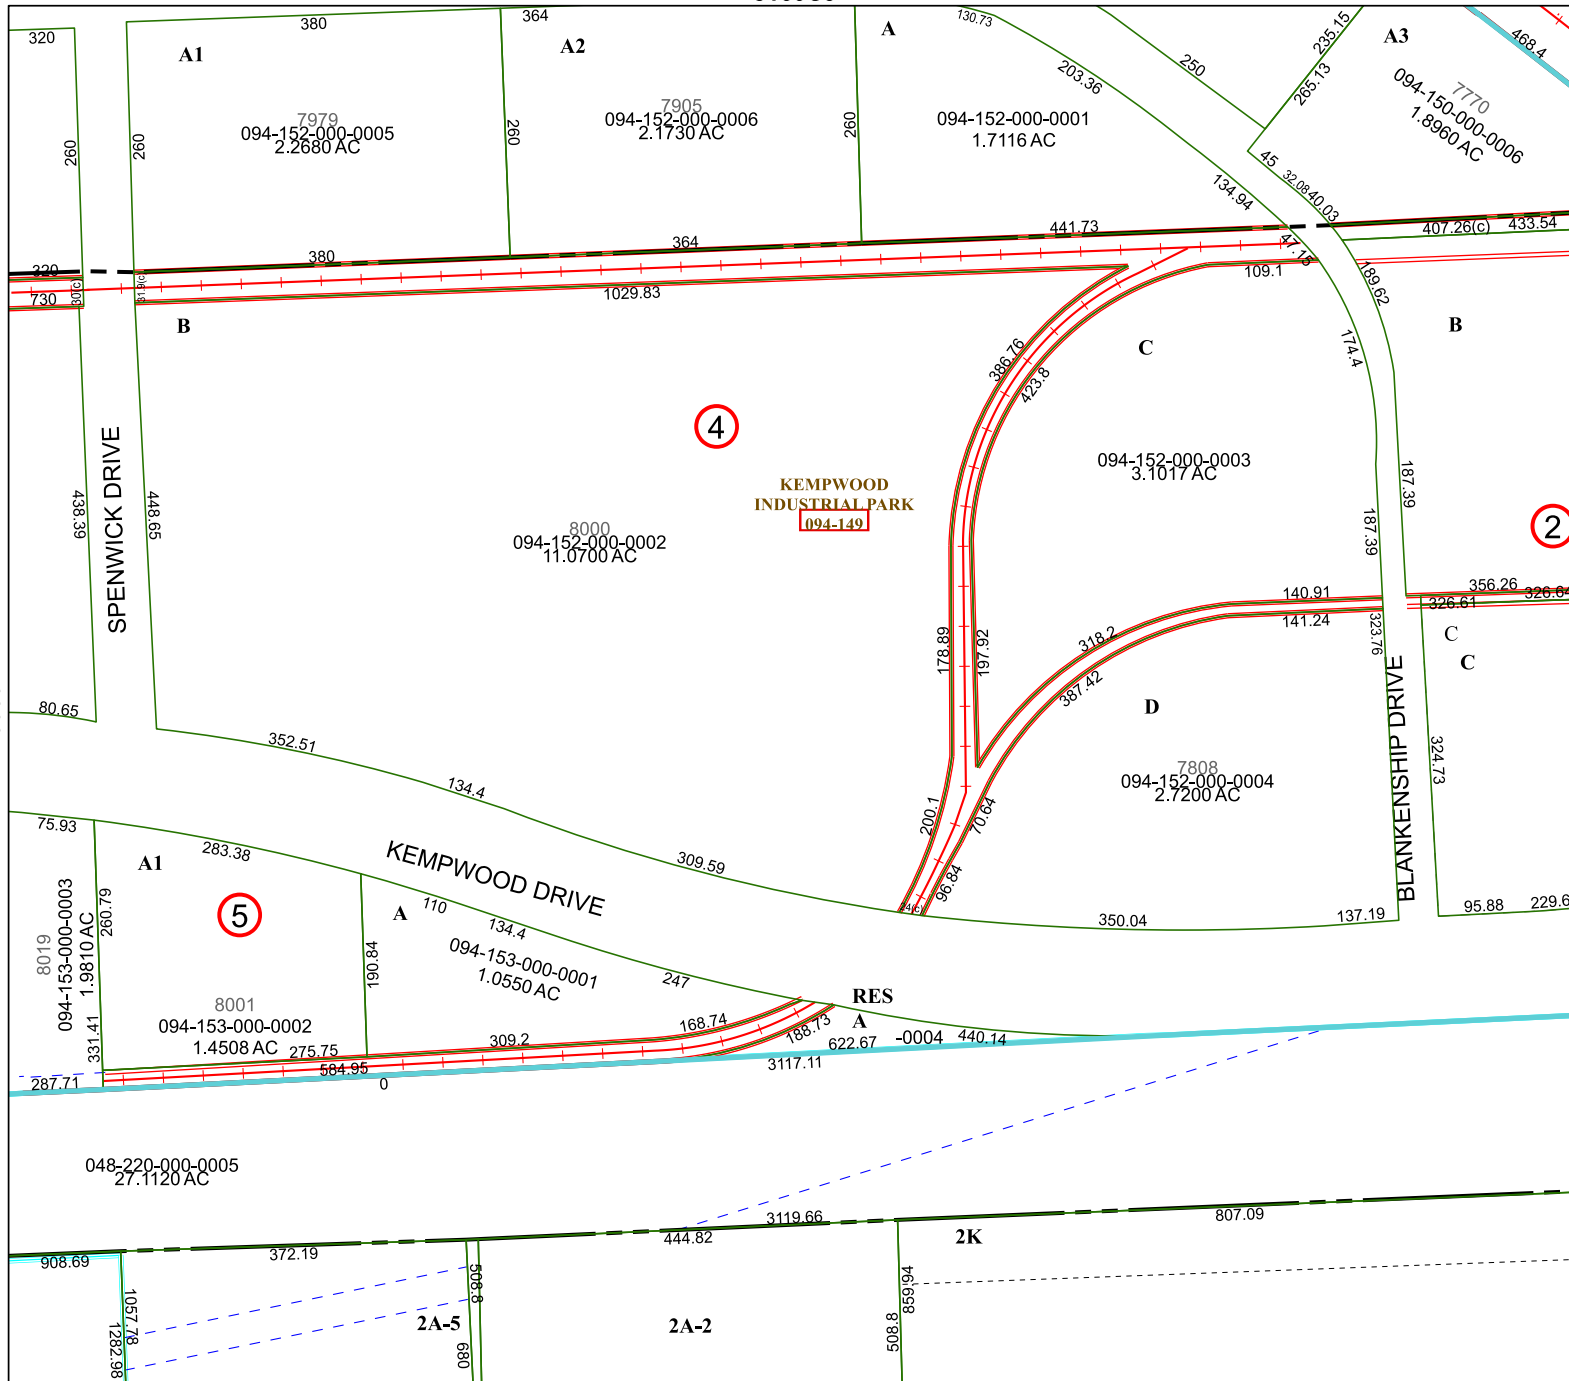 320
380
364
130.73
A1
A2
A
A3
235.15
468.4
250
203.36
265.13
7979
094-152-000-0005
2.2680 AC
7905
094-152-000-0006
2.1730 AC
094-152-000-0001
1.7116 AC
7770
094-150-000-0006
1.8960 AC
260
260
260
260
45
32.08
40.03
134.94
441.73
407.26(c)
433.54
320
380
364
47.15
730
30(c)
31.9(c)
1029.83
109.1
189.62
B
C
B
386.76
423.8
174.4
4
KEMPWOOD
INDUSTRIAL PARK
094-149
094-152-000-0003
3.1017 AC
187.39
187.39
2
SPENWICK DRIVE
438.39
448.65
8000
094-152-000-0002
11.0700 AC
140.91
141.24
356.26
326.61
326.64
323.76
C
C
178.89
197.92
318.2
387.42
D
80.65
352.51
134.4
7808
094-152-000-0004
2.7200 AC
BLANKENSHIP DRIVE
324.73
200.1
70.64
96.84
24(c)
75.93
283.38
A1
KEMPWOOD DRIVE
309.59
350.04
137.19
95.88
229.6
5
A
110
134.4
260.79
190.84
8019
094-153-000-0003
1.9810 AC
094-153-000-0001
1.0550 AC
247
RES
A
8001
094-153-000-0002
1.4508 AC
331.41
275.75
309.2
168.74
188.73
622.67
-0004
440.14
287.71
584.95
0
3117.11
048-220-000-0005
27.1120 AC
3119.66
807.09
908.69
372.19
444.82
2K
1057.78
1282.98
508.8
680
2A-5
2A-2
859.94
508.8